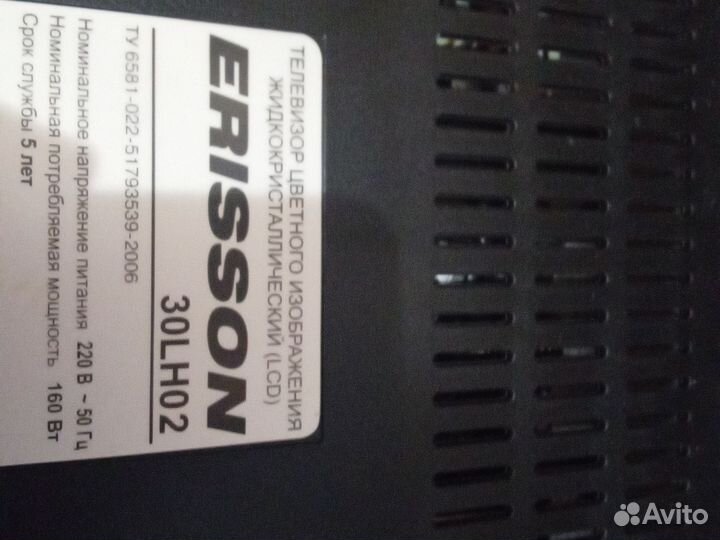 ТЕЛЕВИЗОР ЦВЕТНОГО ИЗОБРАЖЕНИЯ
ЖИДКОКРИСТАЛЛИЧЕСКИЙ (LCD)
ERISSON
30LH02
ТУ 6581-022-51793539-2006
Номинальное напряжение питания 220 В ~ 50 Гц
Номинальная потребляемая мощность 160 Вт
Срок службы 5 лет
Avito